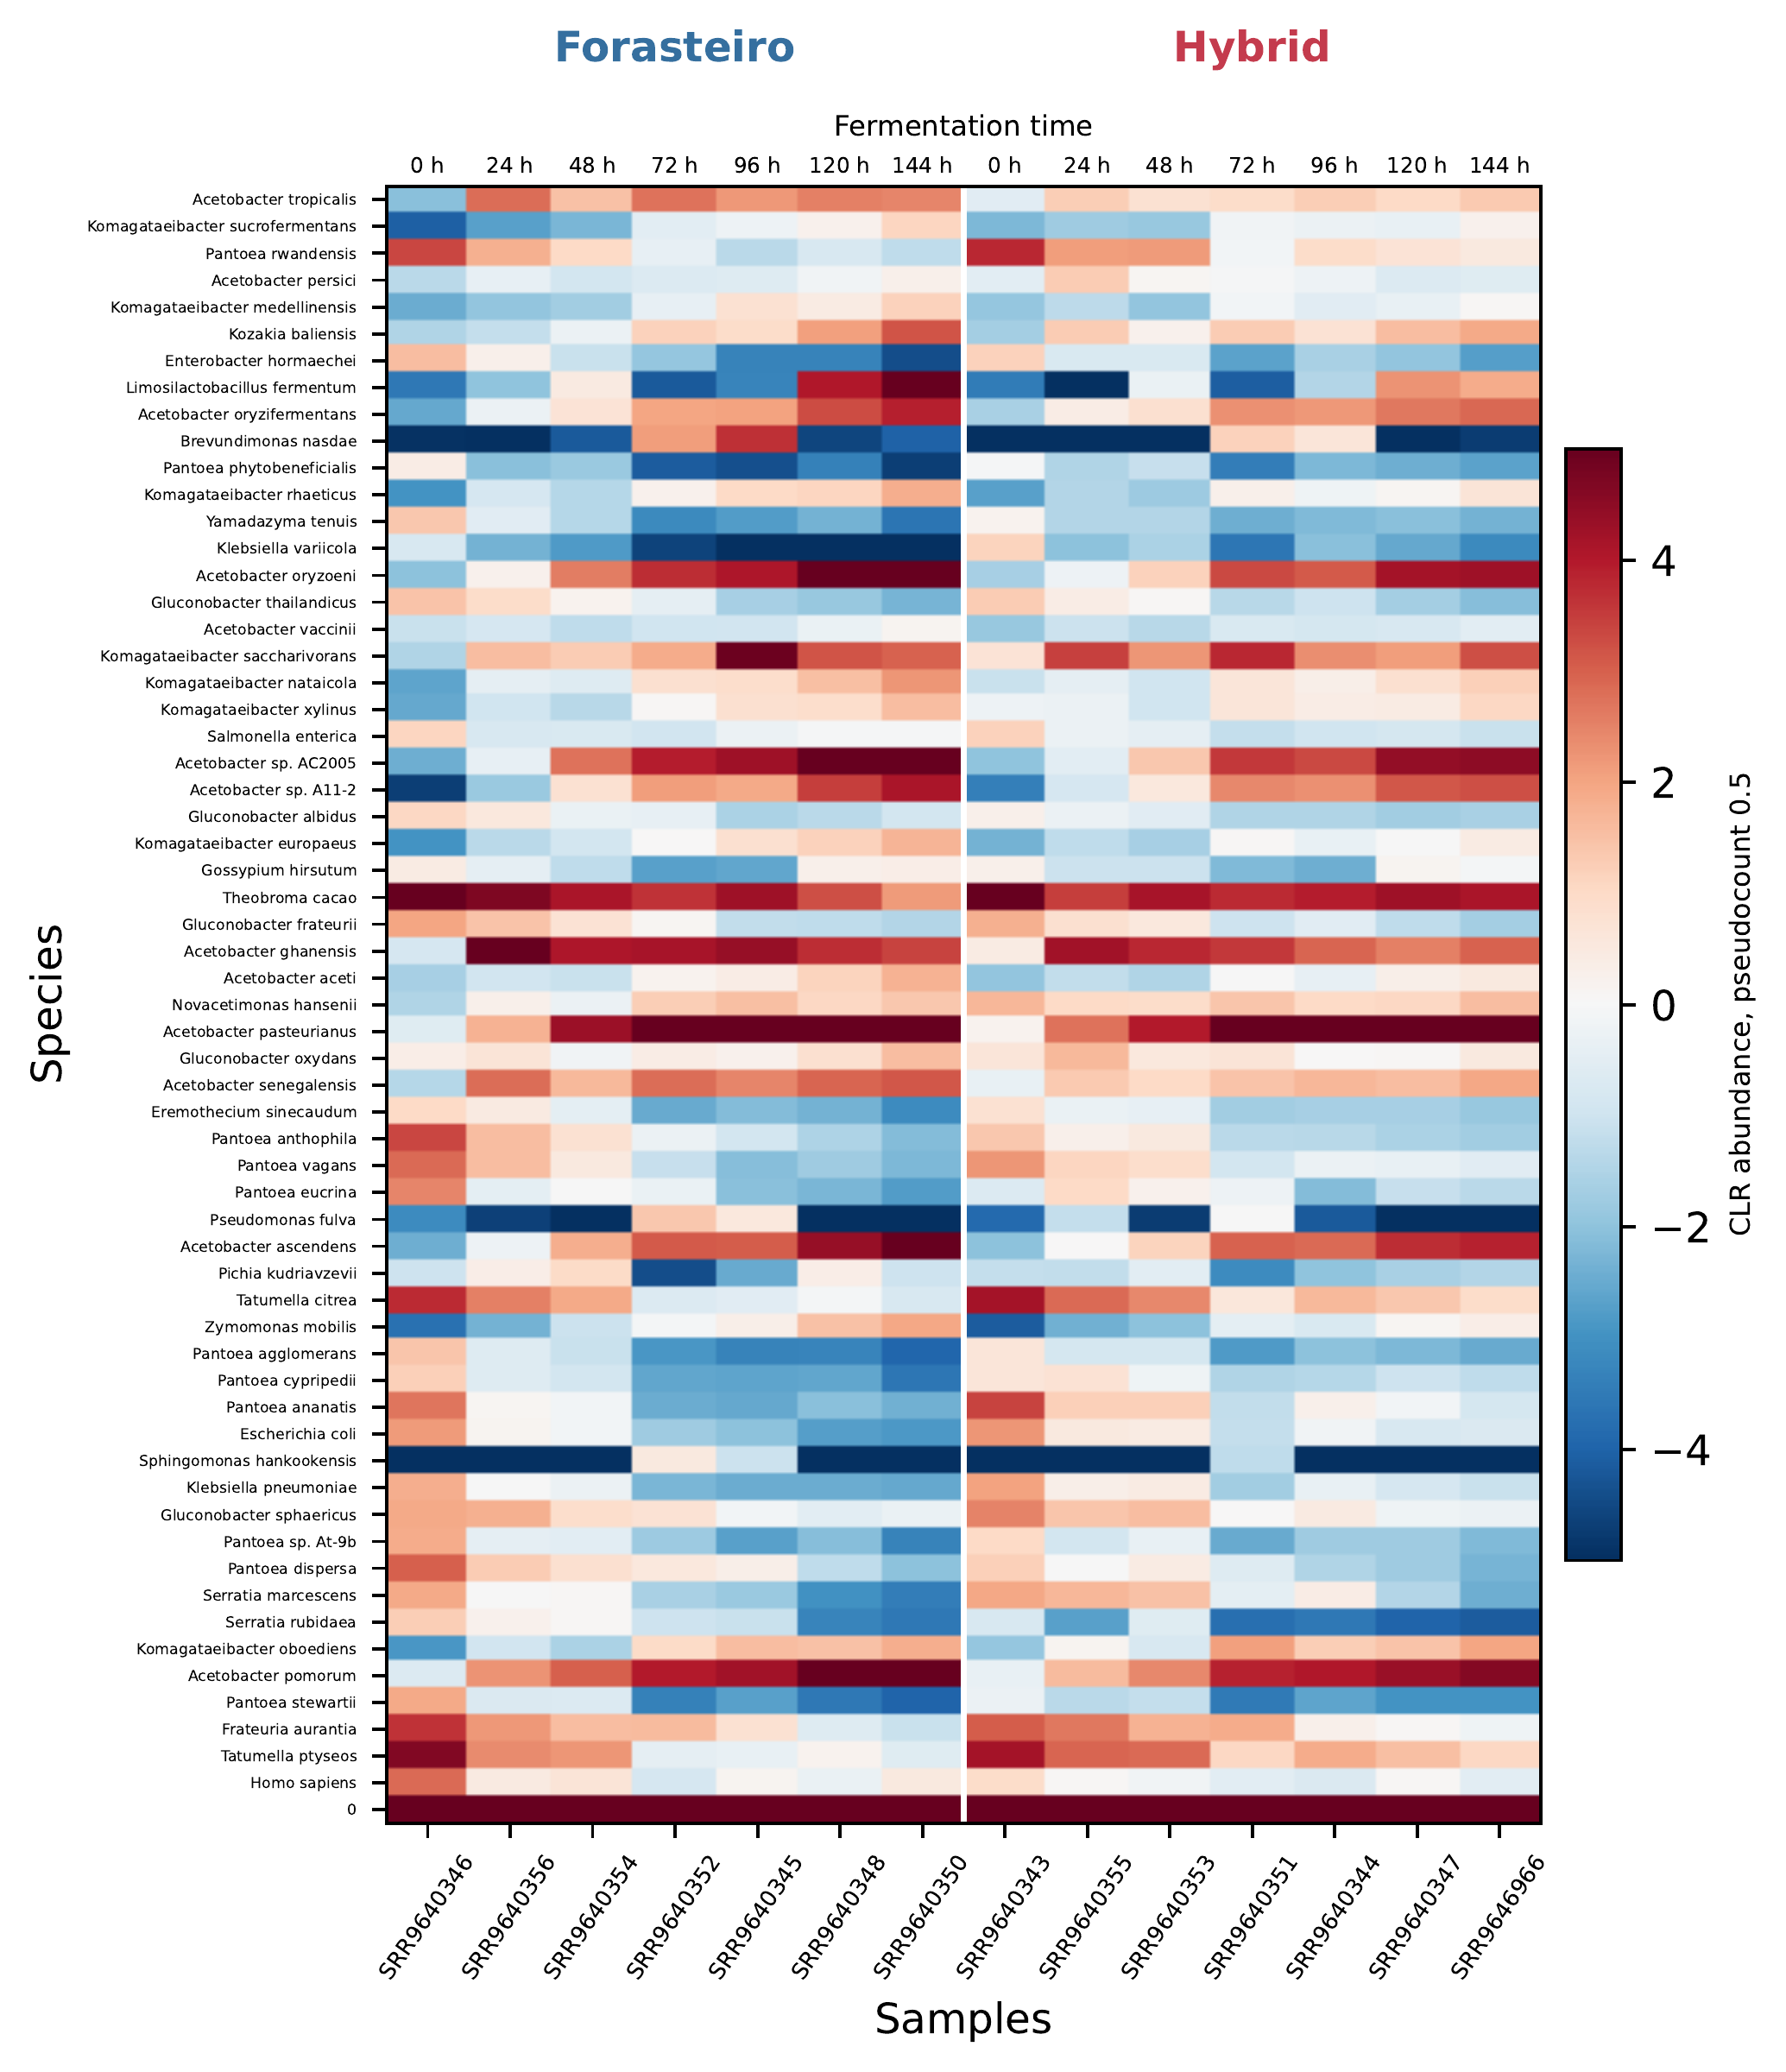 Forasteiro Hybrid
Fermentation time
0 h 24 h 48 h 72 h 96 h 120 h 144 h 0 h 24 h 48 h 72 h 96 h 120 h 144 h
Acetobacter tropicalis
Komagataeibacter sucrofermentans
Pantoea rwandensis
Acetobacter persici
Komagataeibacter medellinensis
Kozakia baliensis
Enterobacter hormaechei
Limosilactobacillus fermentum
Acetobacter oryzifermentans
Brevundimonas nasdae
Pantoea phytobeneficialis
Komagataeibacter rhaeticus
Yamadazyma tenuis
Klebsiella variicola
Acetobacter oryzoeni
Gluconobacter thailandicus
Acetobacter vaccinii
Komagataeibacter saccharivorans
Komagataeibacter nataicola
Komagataeibacter xylinus
Salmonella enterica
Acetobacter sp. AC2005
Acetobacter sp. A11-2
Gluconobacter albidus
Komagataeibacter europaeus
Gossypium hirsutum
Theobroma cacao
Gluconobacter frateurii
Acetobacter ghanensis
Acetobacter aceti
Novacetimonas hansenii
Acetobacter pasteurianus
Gluconobacter oxydans
Acetobacter senegalensis
Eremothecium sinecaudum
Pantoea anthophila
Pantoea vagans
Pantoea eucrina
Pseudomonas fulva
Acetobacter ascendens
Pichia kudriavzevii
Tatumella citrea
Zymomonas mobilis
Pantoea agglomerans
Pantoea cypripedii
Pantoea ananatis
Escherichia coli
Sphingomonas hankookensis
Klebsiella pneumoniae
Gluconobacter sphaericus
Pantoea sp. At-9b
Pantoea dispersa
Serratia marcescens
Serratia rubidaea
Komagataeibacter oboediens
Acetobacter pomorum
Pantoea stewartii
Frateuria aurantia
Tatumella ptyseos
Homo sapiens
0
Species
SRR9640346 SRR9640356 SRR9640354 SRR9640352 SRR9640345 SRR9640348 SRR9640350 SRR9640343 SRR9640355 SRR9640353 SRR9640351 SRR9640344 SRR9640347 SRR9646966
Samples
4
2
0
−2
−4
CLR abundance, pseudocount 0.5